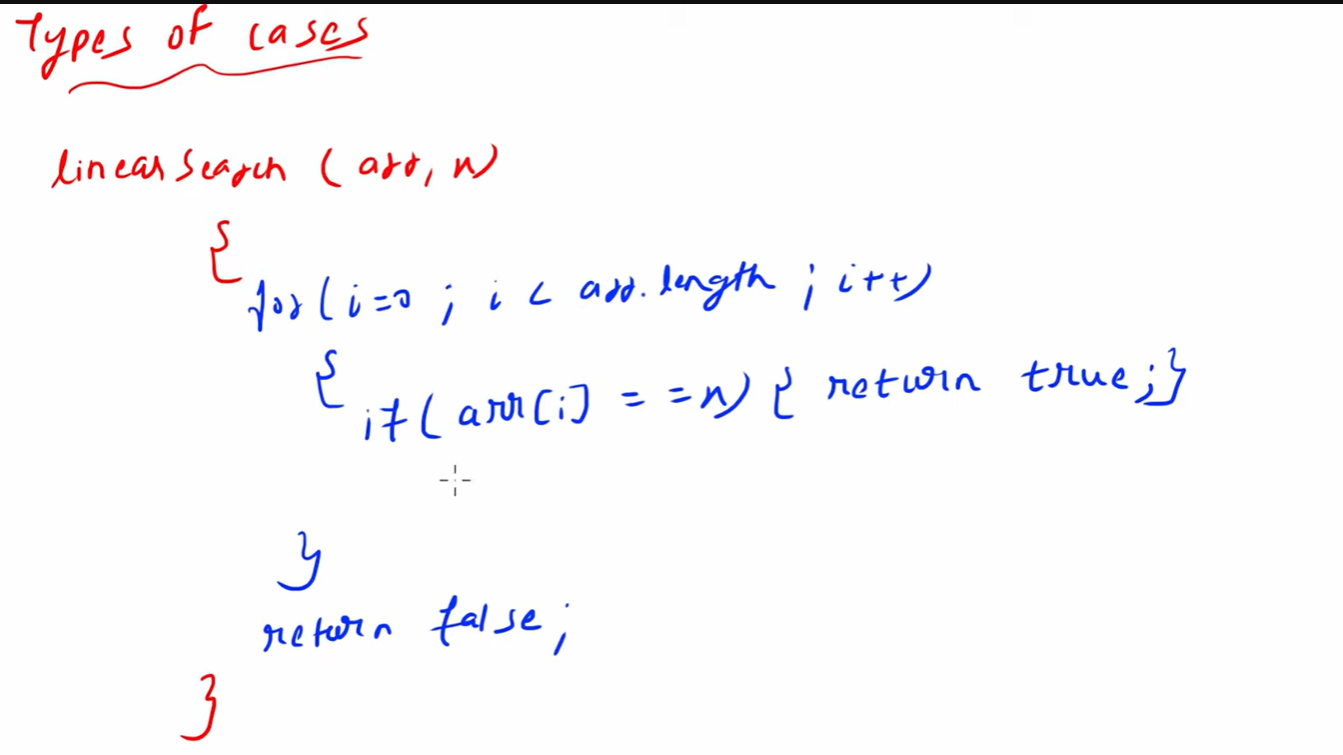 Types of cases
linearSearch (arr, n)
{
for(i=0 ; i < arr.length ; i++)
{
if(arr[i] ==n) { return true;}
}
return false;
}